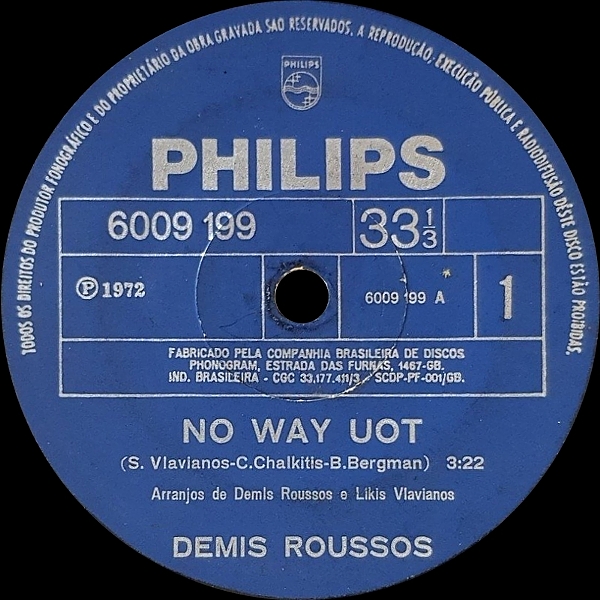 TODOS OS DIREITOS DO PRODUTOR FONOGRÁFICO E DO PROPRIETÁRIO DA OBRA GRAVADA SÃO RESERVADOS. A REPRODUÇÃO, EXECUÇÃO PÚBLICA E RADIODIFUSÃO DÊSTE DISCO ESTÃO PROIBIDAS.
PHILIPS
PHILIPS
6009 199 33 1/3
Ⓟ 1972 6009 199 A 1
FABRICADO PELA COMPANHIA BRASILEIRA DE DISCOS
PHONOGRAM, ESTRADA DAS FURNAS, 1467-GB.
IND. BRASILEIRA - CGC 33.177.411/3 - SCDP-PF-001/GB.
NO WAY UOT
(S. Vlavianos-C.Chalkitis-B.Bergman) 3:22
Arranjos de Demis Roussos e Likis Vlavianos
DEMIS ROUSSOS